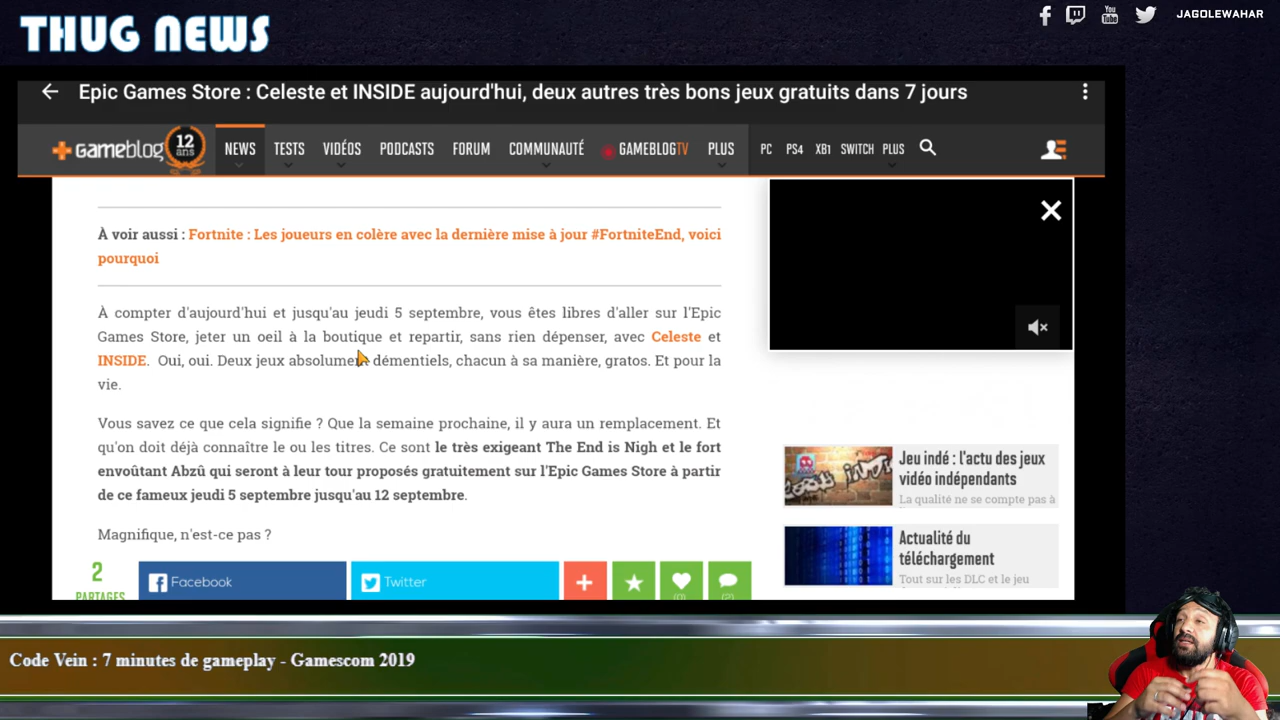 THUG NEWS
JAGOLEWAHAR
Epic Games Store : Celeste et INSIDE aujourd'hui, deux autres très bons jeux gratuits dans 7 jours
gameblog 12 ans NEWS TESTS VIDÉOS PODCASTS FORUM COMMUNAUTÉ GAMEBLOGTV PLUS PC PS4 XB1 SWITCH PLUS
À voir aussi : Fortnite : Les joueurs en colère avec la dernière mise à jour #FortniteEnd, voici
pourquoi
À compter d'aujourd'hui et jusqu'au jeudi 5 septembre, vous êtes libres d'aller sur l'Epic
Games Store, jeter un oeil à la boutique et repartir, sans rien dépenser, avec Celeste et
INSIDE. Oui, oui. Deux jeux absolument démentiels, chacun à sa manière, gratos. Et pour la
vie.
Vous savez ce que cela signifie ? Que la semaine prochaine, il y aura un remplacement. Et
qu'on doit déjà connaître le ou les titres. Ce sont le très exigeant The End is Nigh et le fort
envoûtant Abzû qui seront à leur tour proposés gratuitement sur l'Epic Games Store à partir
de ce fameux jeudi 5 septembre jusqu'au 12 septembre.
Magnifique, n'est-ce pas ?
2
PARTAGES
Facebook
Twitter
Jeu indé : l'actu des jeux
vidéo indépendants
La qualité ne se compte pas à
Actualité du
téléchargement
Tout sur les DLC et le jeu
Code Vein : 7 minutes de gameplay - Gamescom 2019